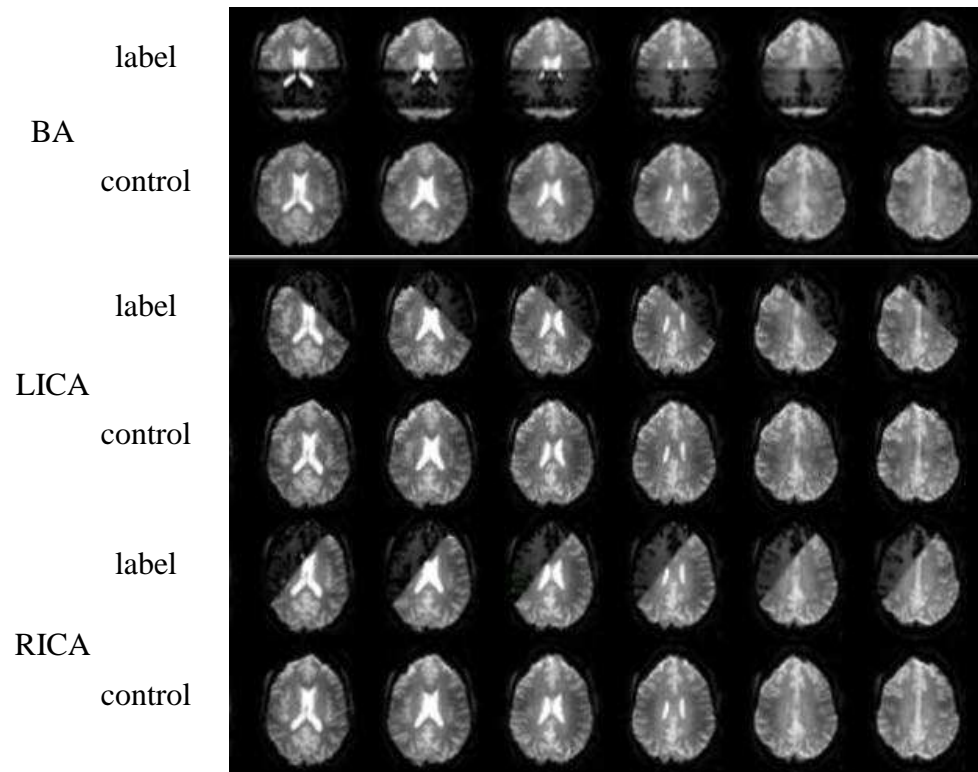 label
BA
control
label
LICA
control
label
RICA
control